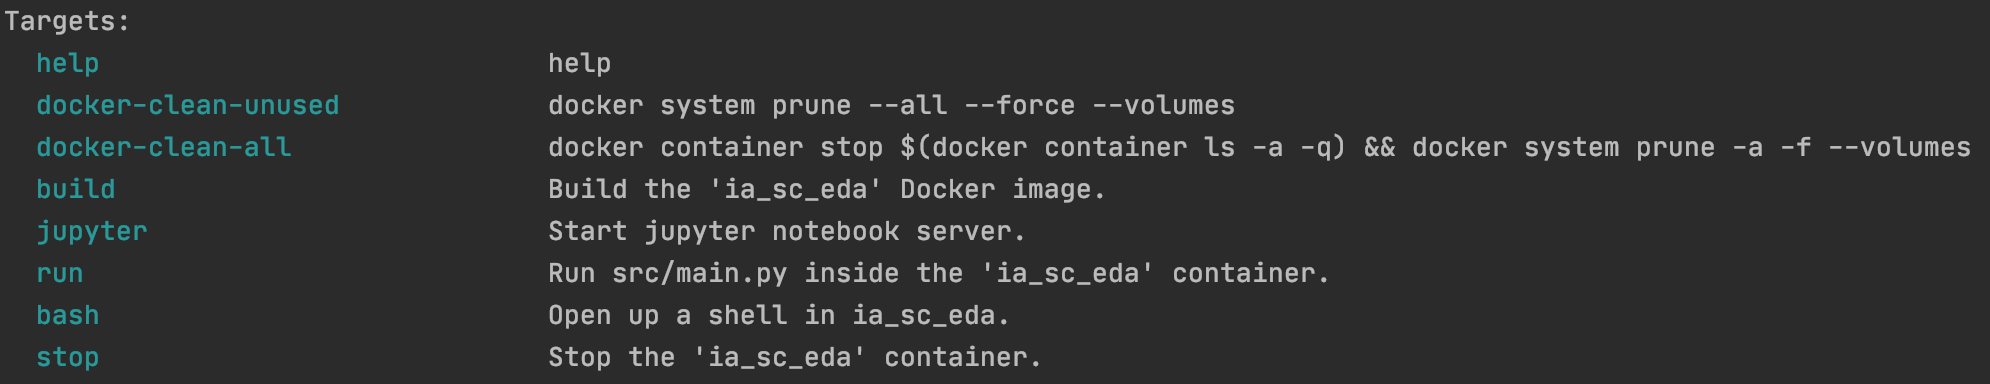 Targets:
help help
docker-clean-unused docker system prune --all --force --volumes
docker-clean-all docker container stop $(docker container ls -a -q) && docker system prune -a -f --volumes
build Build the 'ia_sc_eda' Docker image.
jupyter Start jupyter notebook server.
run Run src/main.py inside the 'ia_sc_eda' container.
bash Open up a shell in ia_sc_eda.
stop Stop the 'ia_sc_eda' container.